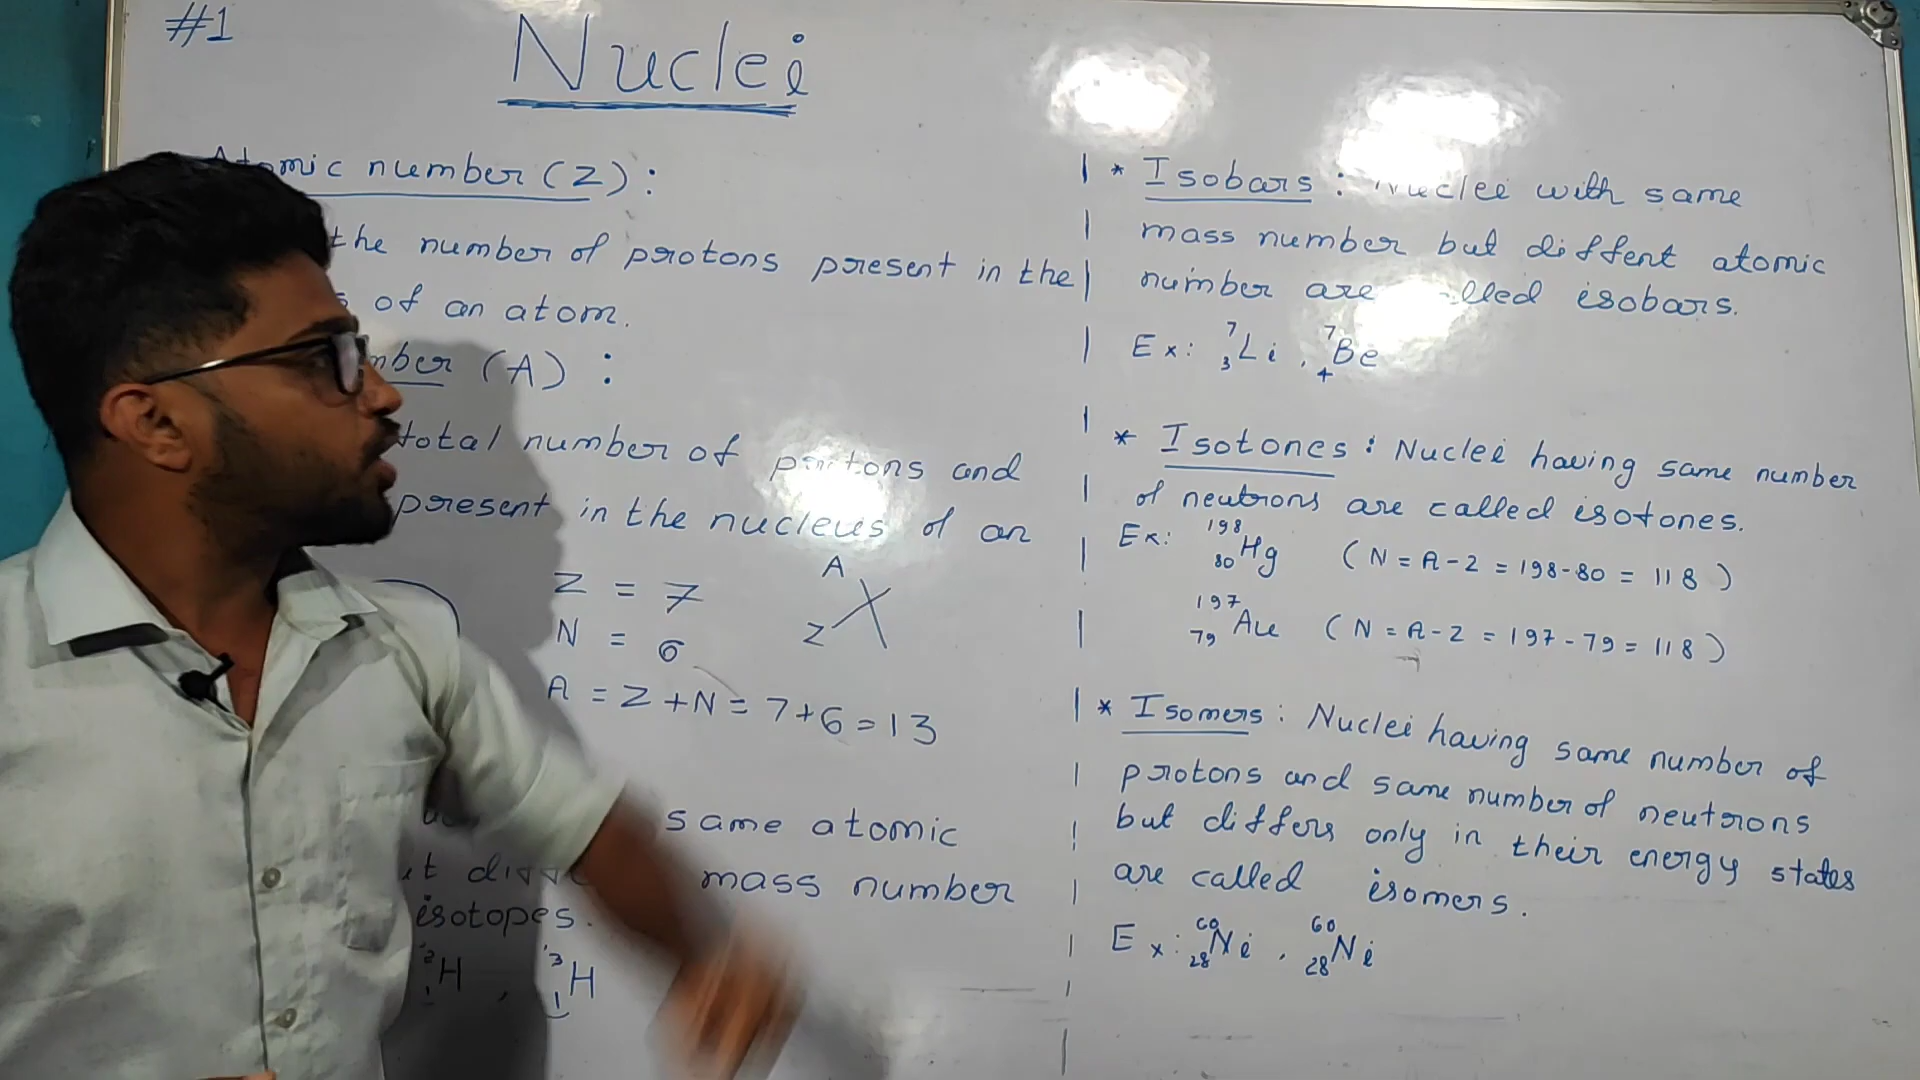 #1
Nuclei
Atomic number (Z) :
the number of protons present in the
of an atom.
mber (A) :
total number of protons and
present in the nucleus of an
Z = 7
N = 6
A
Z
X
A = Z + N = 7 + 6 = 13
same atomic
mass number
isotopes.
²₁H , ³₁H
* Isobars : Nuclei with same
mass number but diffent atomic
number are called isobars.
Ex: ⁷₃Li , ⁷₄Be
* Isotones : Nuclei having same number
of neutrons are called isotones.
Ex: ¹⁹⁸₈₀Hg (N = A - Z = 198 - 80 = 118)
¹⁹⁷₇₉Au (N = A - Z = 197 - 79 = 118)
* Isomers : Nuclei having same number of
protons and same number of neutrons
but differs only in their energy states
are called isomers.
Ex: ⁶⁰₂₈Ni , ⁶⁰₂₈Ni